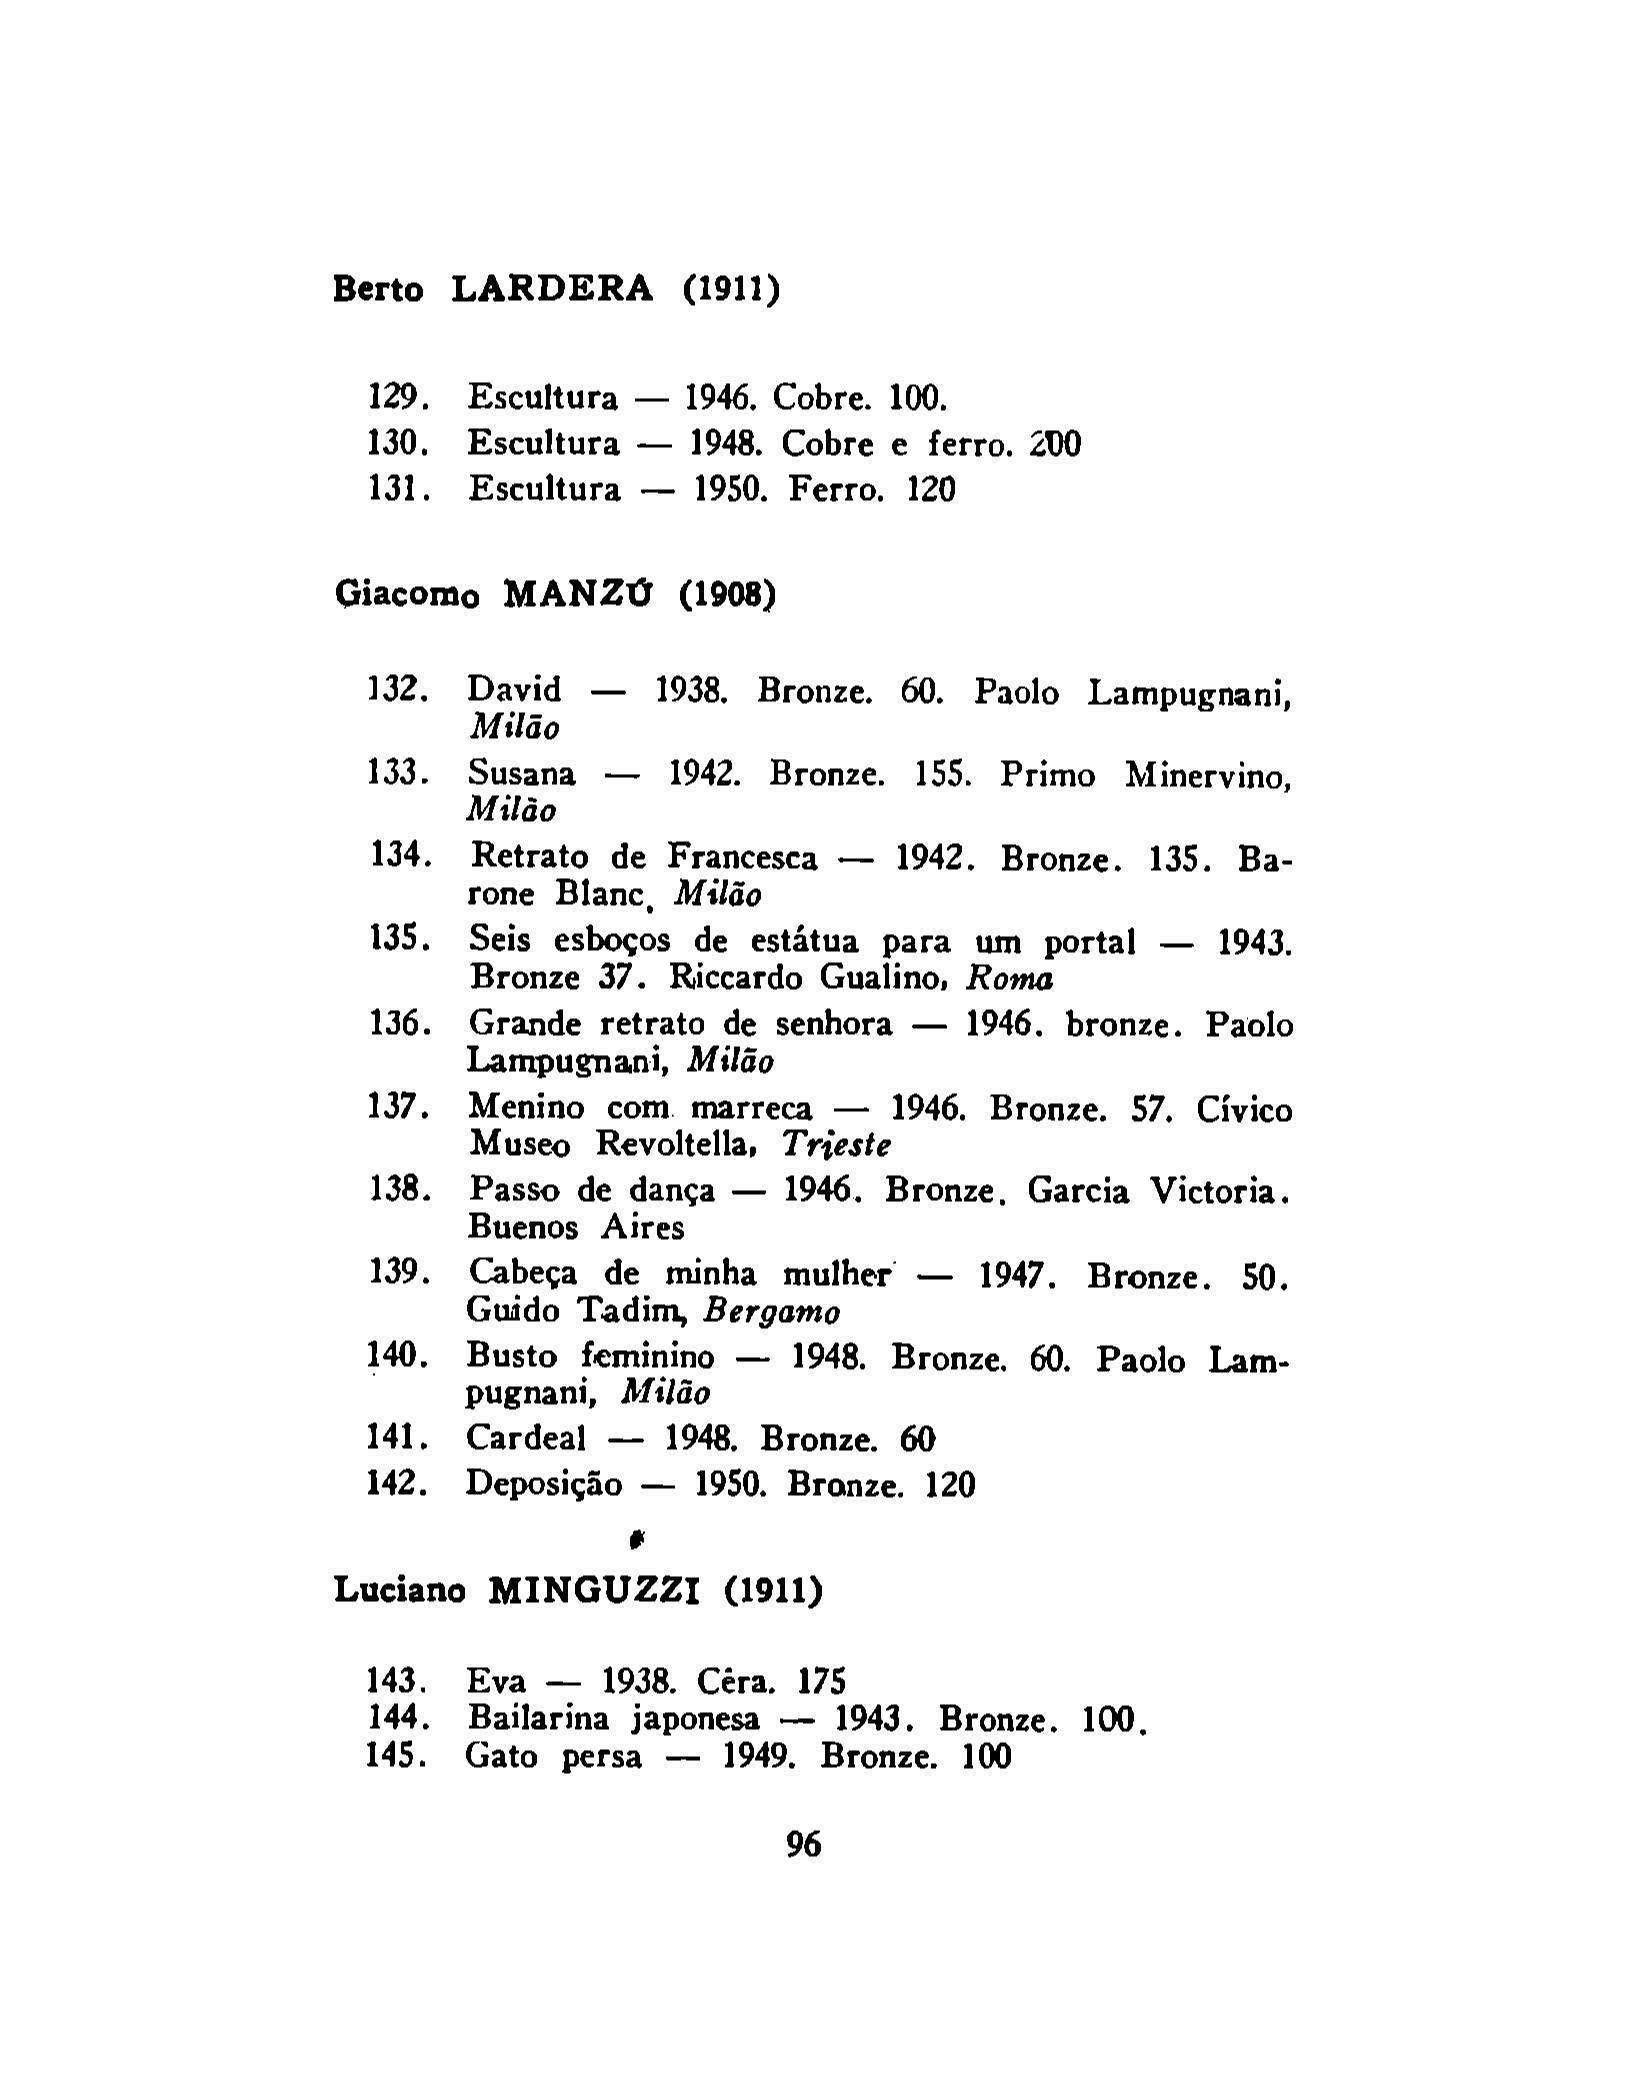 Berto LARDERA (1911)
129. Escultura — 1946. Cobre. 100.
130. Escultura — 1948. Cobre e ferro. 200
131. Escultura — 1950. Ferro. 120
Giacomo MANZÚ (1908)
132. David — 1938. Bronze. 60. Paolo Lampugnani,
Milão
133. Susana — 1942. Bronze. 155. Primo Minervino,
Milão
134. Retrato de Francesca — 1942. Bronze. 135. Ba-
rone Blanc, Milão
135. Seis esboços de estátua para um portal — 1943.
Bronze 37. Riccardo Gualino, Roma
136. Grande retrato de senhora — 1946. bronze. Paolo
Lampugnani, Milão
137. Menino com marreca — 1946. Bronze. 57. Cívico
Museo Revoltella, Trieste
138. Passo de dança — 1946. Bronze. Garcia Victoria.
Buenos Aires
139. Cabeça de minha mulher — 1947. Bronze. 50.
Guido Tadim, Bergamo
140. Busto feminino — 1948. Bronze. 60. Paolo Lam-
pugnani, Milão
141. Cardeal — 1948. Bronze. 60
142. Deposição — 1950. Bronze. 120
Luciano MINGUZZI (1911)
143. Eva — 1938. Cêra. 175
144. Bailarina japonesa — 1943. Bronze. 100.
145. Gato persa — 1949. Bronze. 100
96